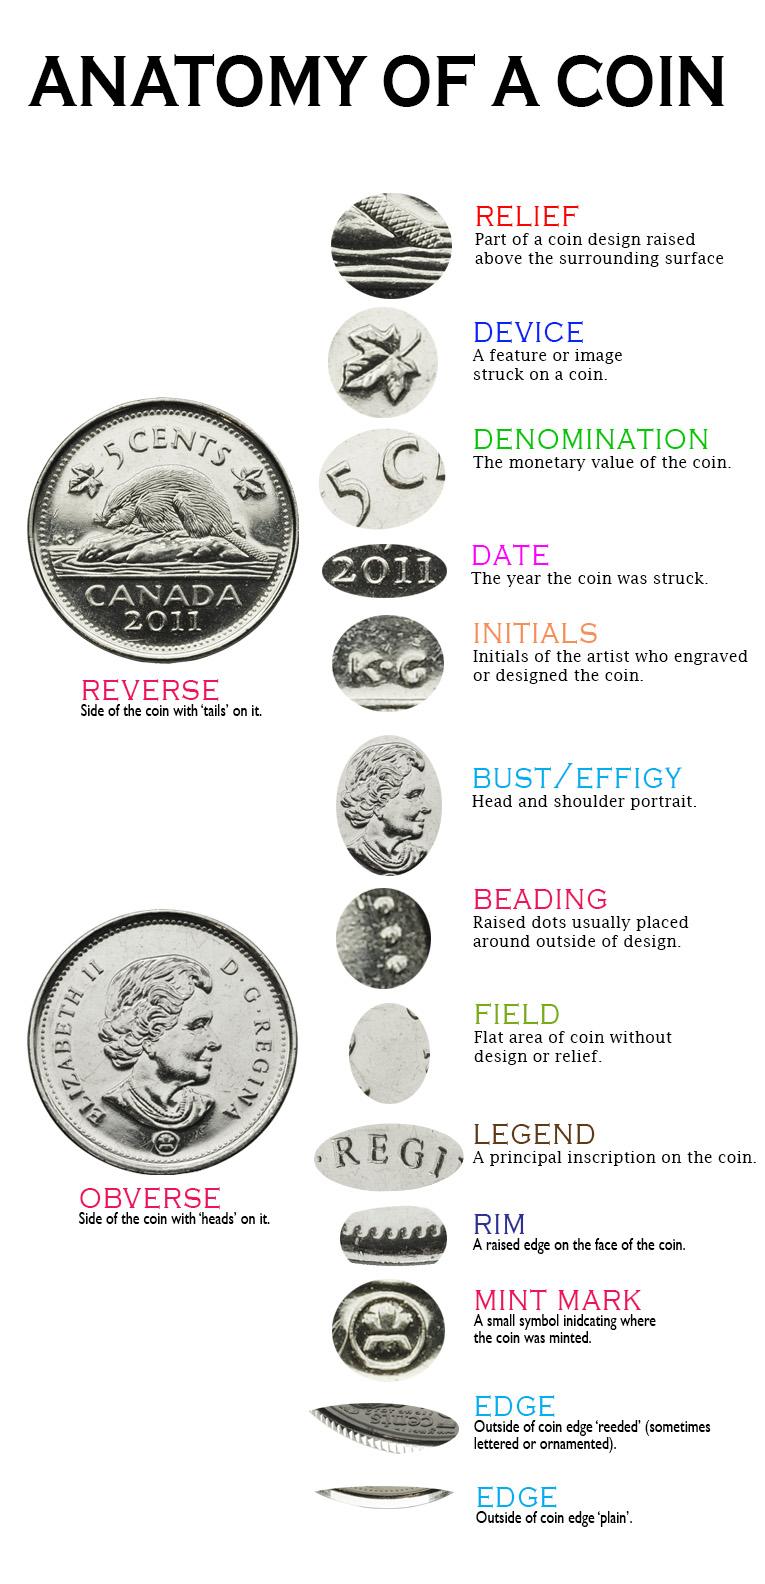 ANATOMY OF A COIN
RELIEF
Part of a coin design raised
above the surrounding surface
DEVICE
A feature or image
struck on a coin.
DENOMINATION
The monetary value of the coin.
5 C
DATE
The year the coin was struck.
2011
INITIALS
Initials of the artist who engraved
or designed the coin.
K·G
5 CENTS
K·G
CANADA
2011
REVERSE
Side of the coin with ‘tails’ on it.
BUST/EFFIGY
Head and shoulder portrait.
BEADING
Raised dots usually placed
around outside of design.
FIELD
Flat area of coin without
design or relief.
ELIZABETH II
D·G·REGINA
OBVERSE
Side of the coin with ‘heads’ on it.
LEGEND
A principal inscription on the coin.
· REGI
RIM
A raised edge on the face of the coin.
MINT MARK
A small symbol inidcating where
the coin was minted.
EDGE
Outside of coin edge ‘reeded’ (sometimes
lettered or ornamented).
cents
EDGE
Outside of coin edge ‘plain’.